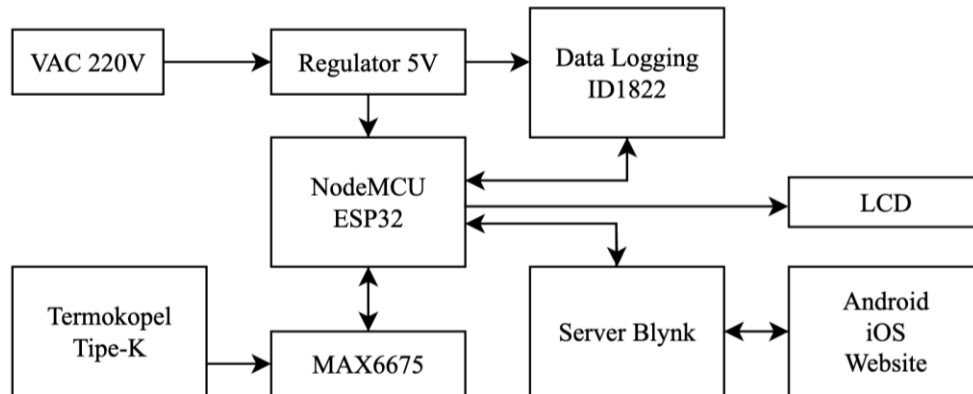 VAC 220V
Regulator 5V
Data Logging
ID1822
NodeMCU
ESP32
LCD
Termokopel
Tipe-K
MAX6675
Server Blynk
Android
iOS
Website